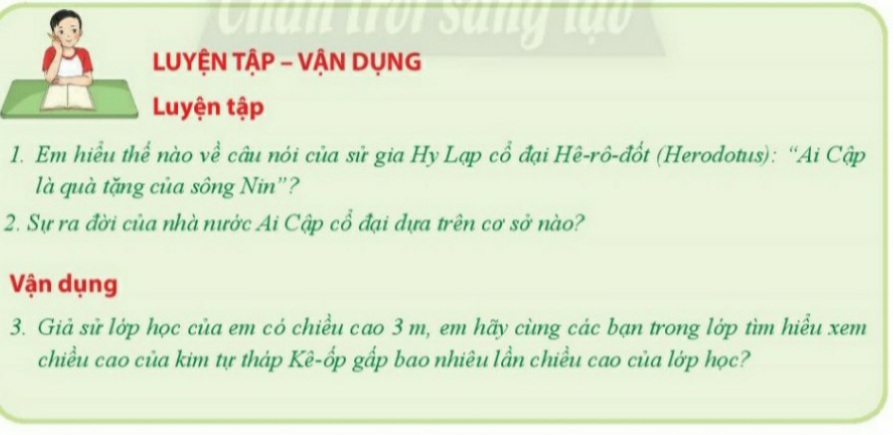 Chân trời sáng tạo
LUYỆN TẬP – VẬN DỤNG
Luyện tập
1. Em hiểu thế nào về câu nói của sử gia Hy Lạp cổ đại Hê-rô-đốt (Herodotus): “Ai Cập
là quà tặng của sông Nin”?
2. Sự ra đời của nhà nước Ai Cập cổ đại dựa trên cơ sở nào?
Vận dụng
3. Giả sử lớp học của em có chiều cao 3 m, em hãy cùng các bạn trong lớp tìm hiểu xem
chiều cao của kim tự tháp Kê-ốp gấp bao nhiêu lần chiều cao của lớp học?